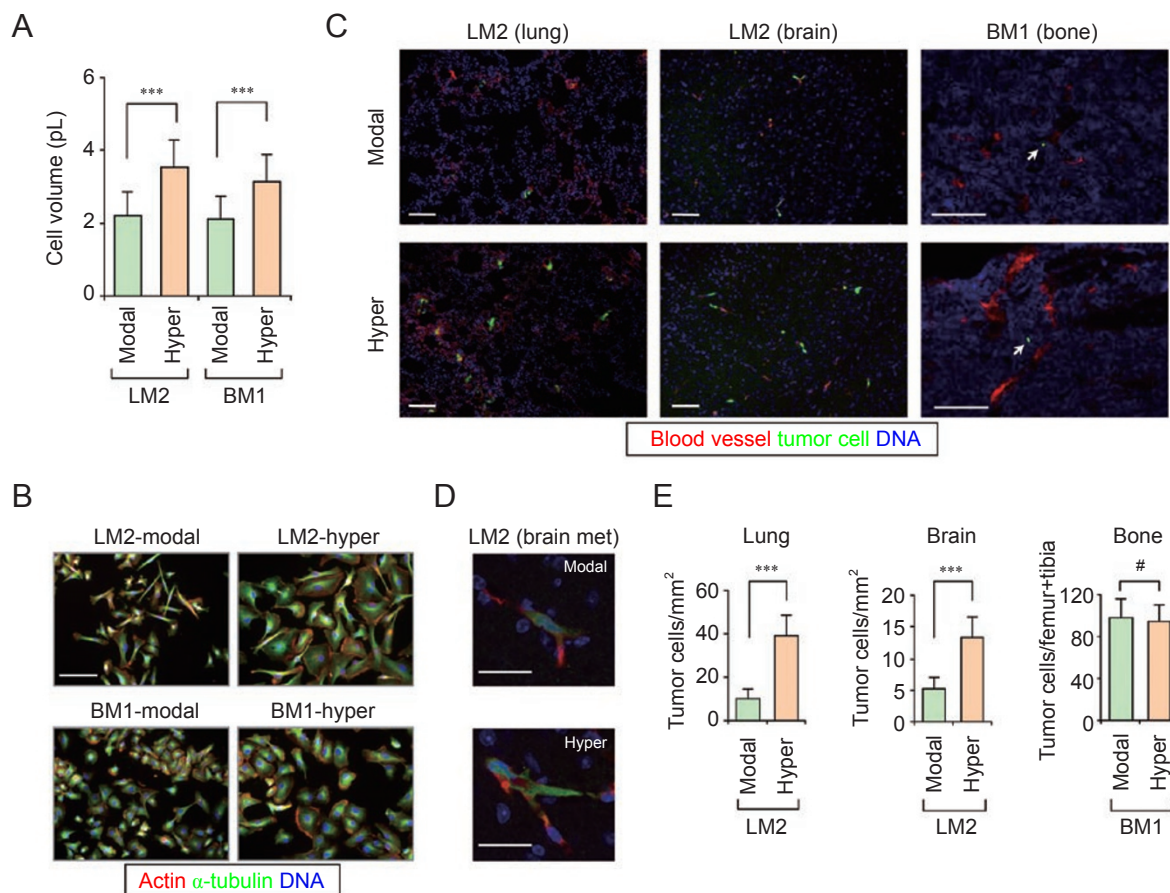 A
Cell volume (pL)
6
4
2
0
***
***
Modal
Hyper
Modal
Hyper
LM2
BM1
C
LM2 (lung)
LM2 (brain)
BM1 (bone)
Modal
Hyper
Blood vessel tumor cell DNA
B
LM2-modal
LM2-hyper
BM1-modal
BM1-hyper
Actin α-tubulin DNA
D
LM2 (brain met)
Modal
Hyper
E
Lung
Tumor cells/mm²
60
40
20
0
***
Modal
Hyper
LM2
Brain
Tumor cells/mm²
20
15
10
5
0
***
Modal
Hyper
LM2
Bone
Tumor cells/femur+tibia
120
80
40
0
#
Modal
Hyper
BM1